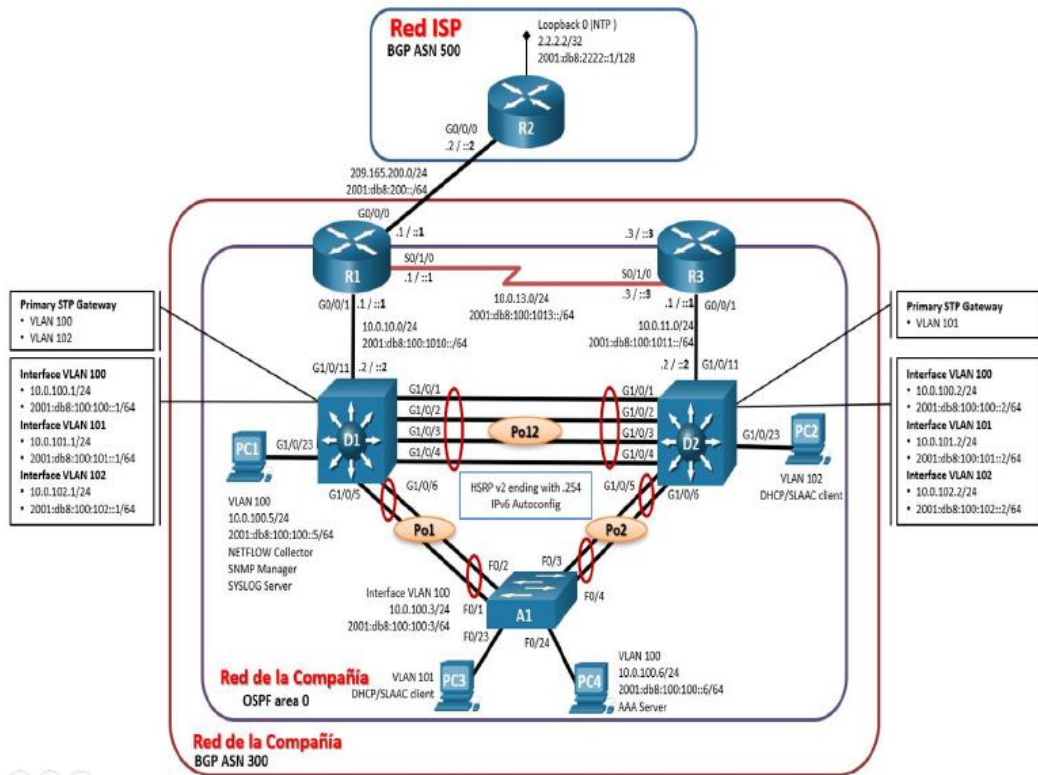 Red ISP
BGP ASN 500
Loopback 0 (NTP )
2.2.2.2/32
2001:db8:2222::1/128
G0/0/0
.2 / ::2
R2
209.165.200.0/24
2001:db8:200::/64
G0/0/0
.1 / ::1
R1
S0/1/0
.1 / ::1
.3 / ::3
R3
S0/1/0
.3 / ::3
10.0.13.0/24
2001:db8:100:1013::/64
G0/0/1
.1 / ::1
10.0.10.0/24
2001:db8:100:1010::/64
.1 / ::1
G0/0/1
10.0.11.0/24
2001:db8:100:1011::/64
Primary STP Gateway
• VLAN 100
• VLAN 102
Primary STP Gateway
• VLAN 101
G1/0/11
.2 / ::2
.2 / ::2
G1/0/11
Interface VLAN 100
• 10.0.100.1/24
• 2001:db8:100:100::1/64
Interface VLAN 101
• 10.0.101.1/24
• 2001:db8:100:101::1/64
Interface VLAN 102
• 10.0.102.1/24
• 2001:db8:100:102::1/64
Interface VLAN 100
• 10.0.100.2/24
• 2001:db8:100:100::2/64
Interface VLAN 101
• 10.0.101.2/24
• 2001:db8:100:101::2/64
Interface VLAN 102
• 10.0.102.2/24
• 2001:db8:100:102::2/64
G1/0/1
G1/0/2
G1/0/3
G1/0/4
Po12
G1/0/1
G1/0/2
G1/0/3
G1/0/4
D1
D2
PC1
G1/0/23
G1/0/23
PC2
VLAN 102
DHCP/SLAAC client
G1/0/5
G1/0/6
HSRP v2 ending with .254
IPv6 Autoconfig
G1/0/5
G1/0/6
VLAN 100
10.0.100.5/24
2001:db8:100:100::5/64
NETFLOW Collector
SNMP Manager
SYSLOG Server
Po1
Po2
F0/2
F0/3
Interface VLAN 100
10.0.100.3/24
2001:db8:100:100:3/64
F0/1
F0/4
A1
F0/23
F0/24
VLAN 101
DHCP/SLAAC client
PC3
PC4
VLAN 100
10.0.100.6/24
2001:db8:100:100::6/64
AAA Server
Red de la Compañía
OSPF area 0
Red de la Compañía
BGP ASN 300